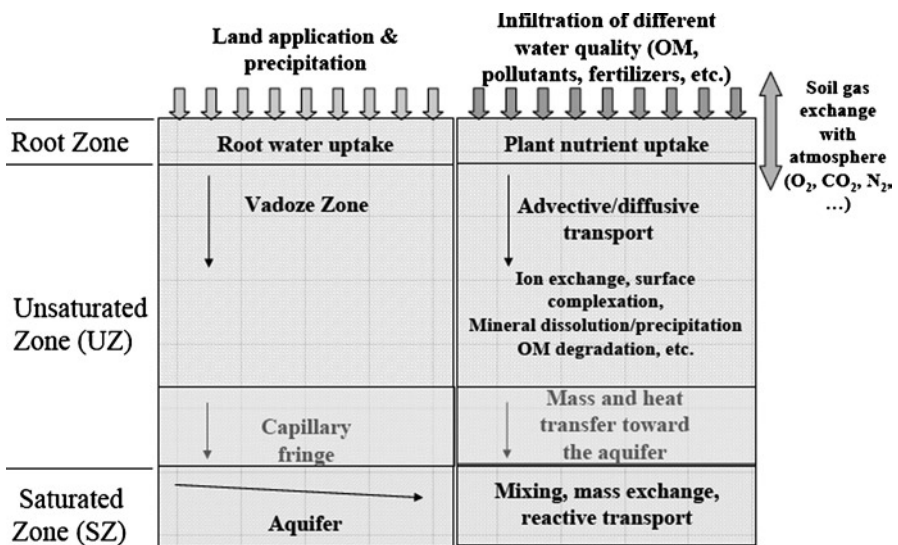 Land application &
precipitation
Infiltration of different
water quality (OM,
pollutants, fertilizers, etc.)
Soil gas
exchange
with
atmosphere
(O₂, CO₂, N₂,
…)
Root Zone
Root water uptake
Plant nutrient uptake
Unsaturated
Zone (UZ)
Vadoze Zone
Advective/diffusive
transport
Ion exchange, surface
complexation,
Mineral dissolution/precipitation
OM degradation, etc.
Capillary
fringe
Mass and heat
transfer toward
the aquifer
Saturated
Zone (SZ)
Aquifer
Mixing, mass exchange,
reactive transport